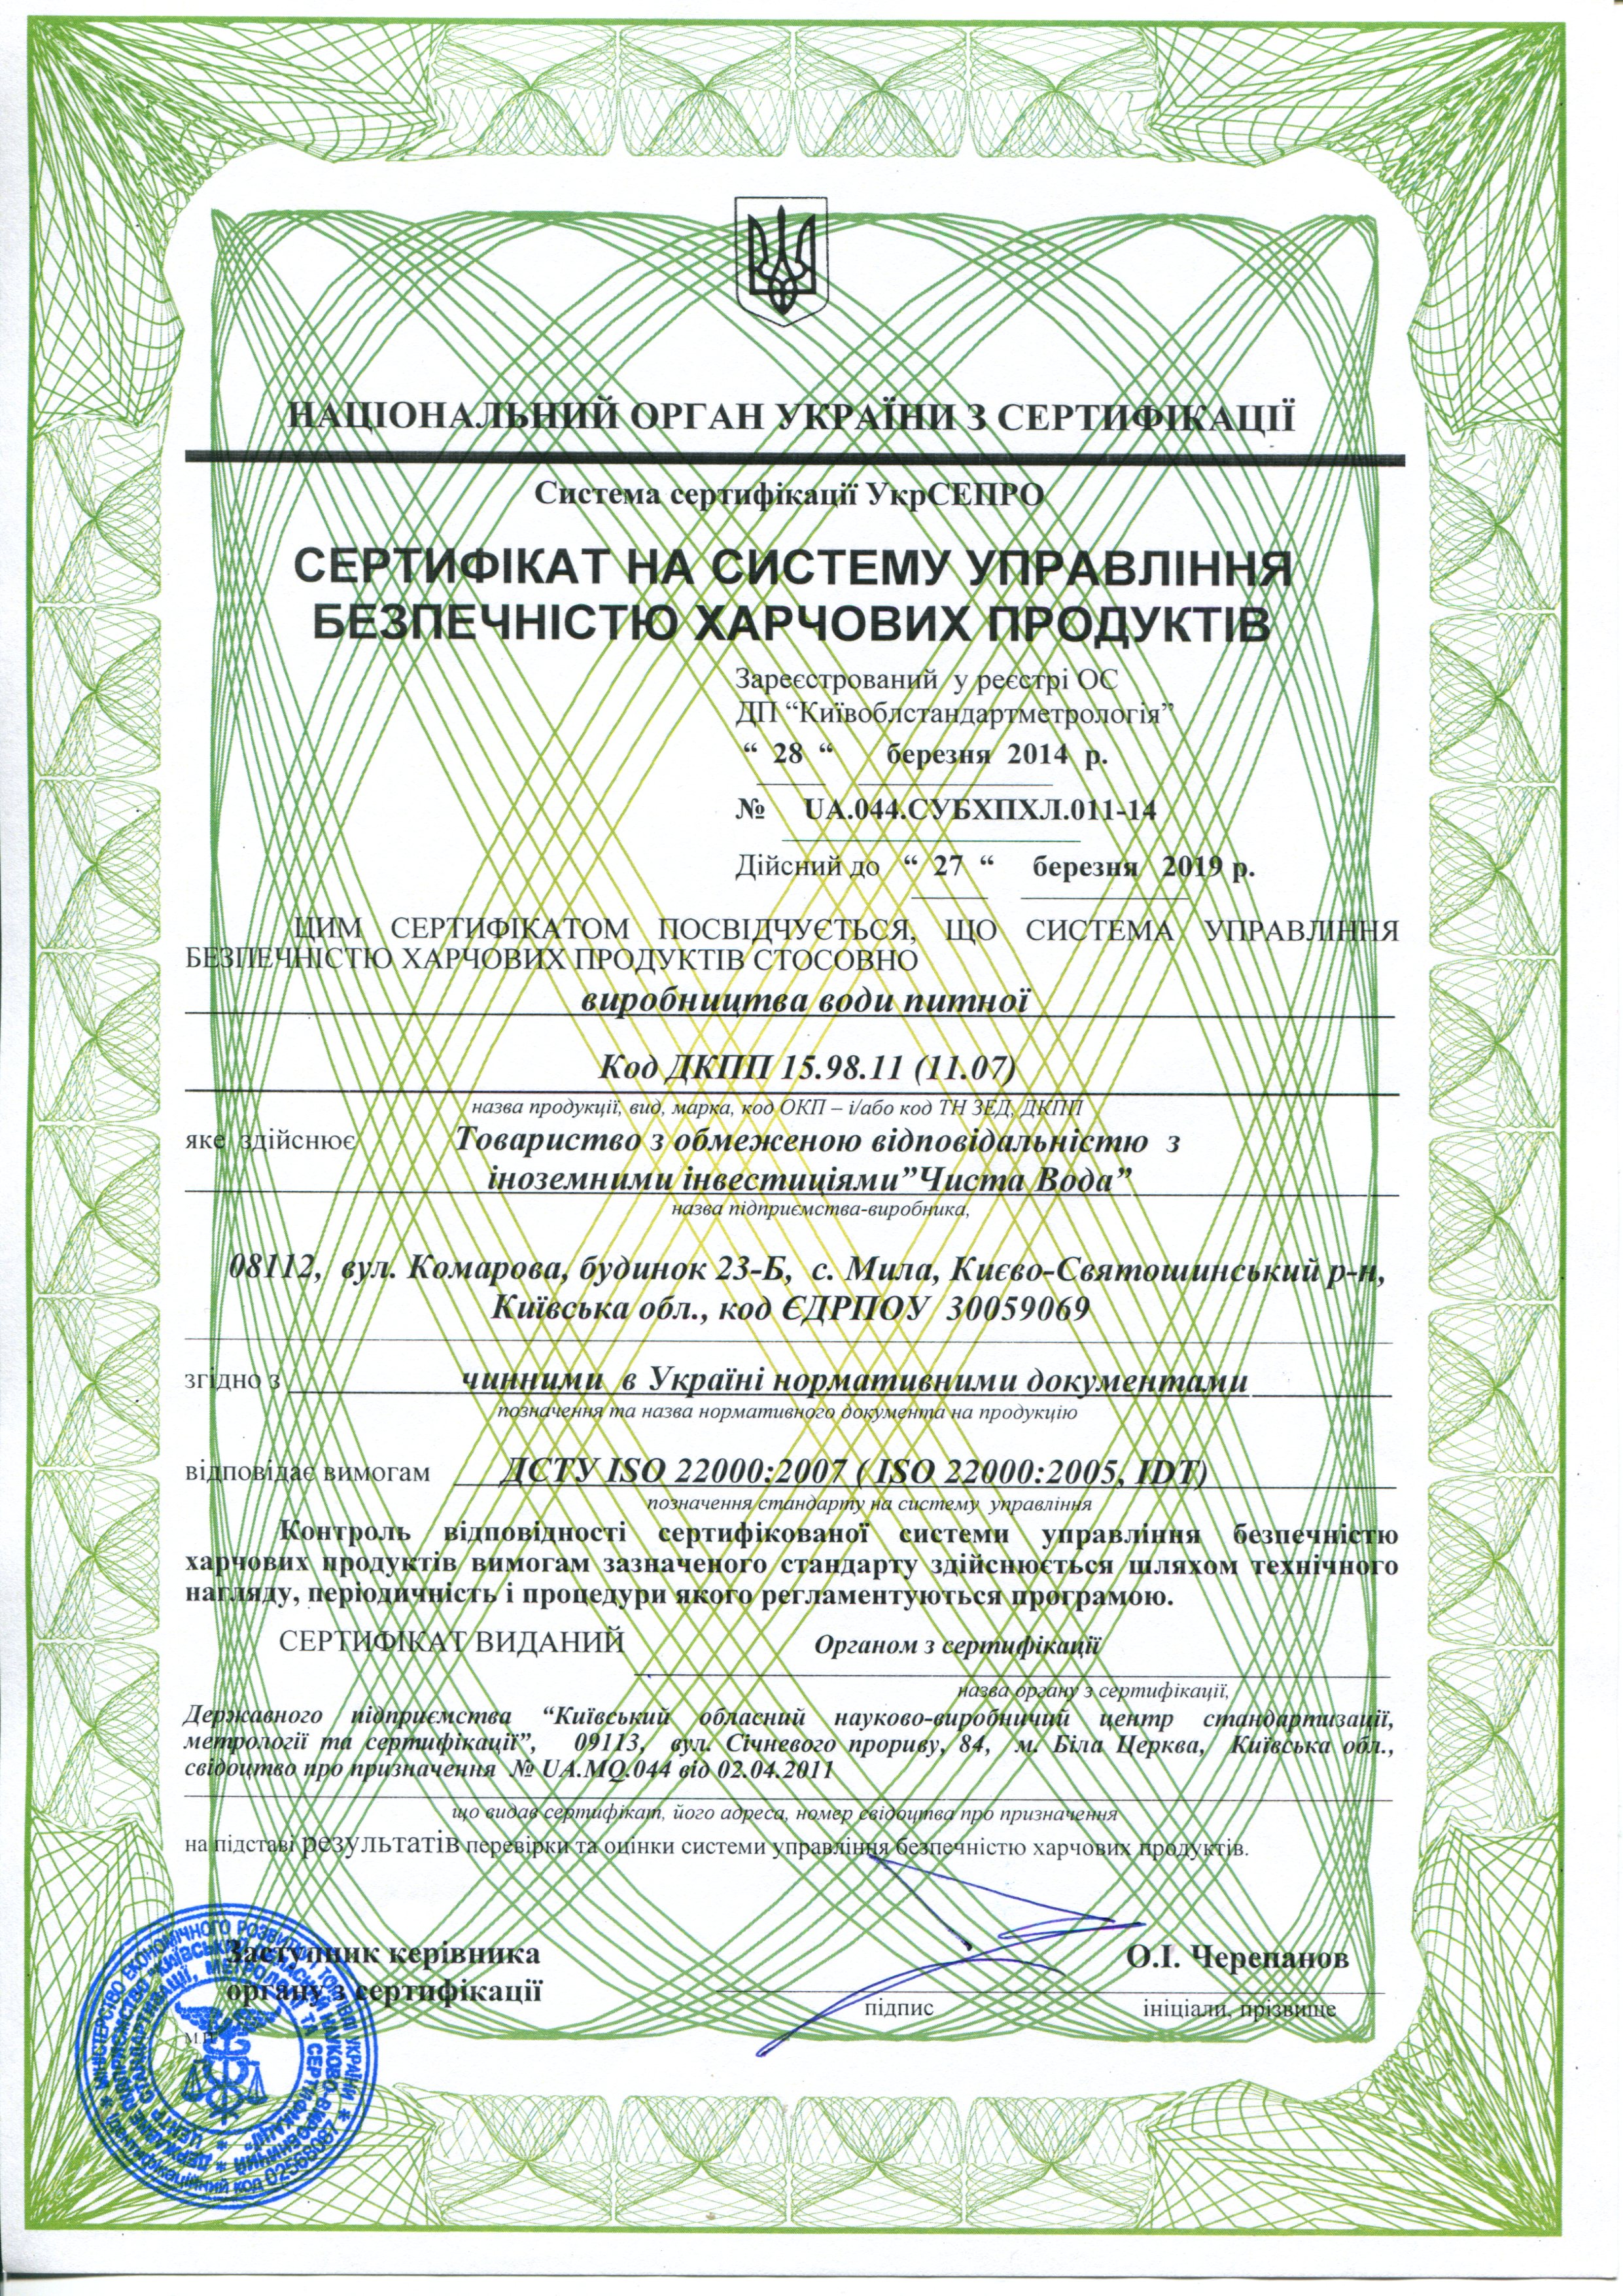 НАЦІОНАЛЬНИЙ ОРГАН УКРАЇНИ З СЕРТИФІКАЦІЇ
Система сертифікації УкрСЕПРО
СЕРТИФІКАТ НА СИСТЕМУ УПРАВЛІННЯ
БЕЗПЕЧНІСТЮ ХАРЧОВИХ ПРОДУКТІВ
Зареєстрований у реєстрі ОС
ДП “Київоблстандартметрологія”
“ 28 “ березня 2014 р.
№ UA.044.СУБХПХЛ.011-14
Дійсний до “ 27 “ березня 2019 р.
ЦИМ СЕРТИФІКАТОМ ПОСВІДЧУЄТЬСЯ, ЩО СИСТЕМА УПРАВЛІННЯ
БЕЗПЕЧНІСТЮ ХАРЧОВИХ ПРОДУКТІВ СТОСОВНО
виробництва води питної
Код ДКПП 15.98.11 (11.07)
назва продукції, вид, марка, код ОКП – і/або код ТН ЗЕД, ДКПП
яке здійснює Товариство з обмеженою відповідальністю з
іноземними інвестиціями”Чиста Вода”
назва підприємства-виробника,
08112, вул. Комарова, будинок 23-Б, с. Мила, Києво-Святошинський р-н,
Київська обл., код ЄДРПОУ 30059069
згідно з чинними в Україні нормативними документами
позначення та назва нормативного документа на продукцію
відповідає вимогам ДСТУ ISO 22000:2007 ( ISO 22000:2005, IDT)
позначення стандарту на систему управління
Контроль відповідності сертифікованої системи управління безпечністю
харчових продуктів вимогам зазначеного стандарту здійснюється шляхом технічного
нагляду, періодичність і процедури якого регламентуються програмою.
СЕРТИФІКАТ ВИДАНИЙ Органом з сертифікації
назва органу з сертифікації,
Державного підприємства “Київський обласний науково-виробничий центр стандартизації,
метрології та сертифікації”, 09113, вул. Січневого прориву, 84, м. Біла Церква, Київська обл.,
свідоцтво про призначення № UA.MQ.044 від 02.04.2011
що видав сертифікат, його адреса, номер свідоцтва про призначення
на підставі результатів перевірки та оцінки системи управління безпечністю харчових продуктів.
Заступник керівника
органу з сертифікації
О.І. Черепанов
підпис
ініціали, прізвище
М.П.
МІНІСТЕРСТВО ЕКОНОМІЧНОГО РОЗВИТКУ І ТОРГІВЛІ УКРАЇНИ
* Ідентифікаційний код 02568087 *
ДЕРЖАВНЕ ПІДПРИЄМСТВО "КИЇВСЬКИЙ ОБЛАСНИЙ НАУКОВО-ВИРОБНИЧИЙ
ЦЕНТР СТАНДАРТИЗАЦІЇ, МЕТРОЛОГІЇ ТА СЕРТИФІКАЦІЇ"